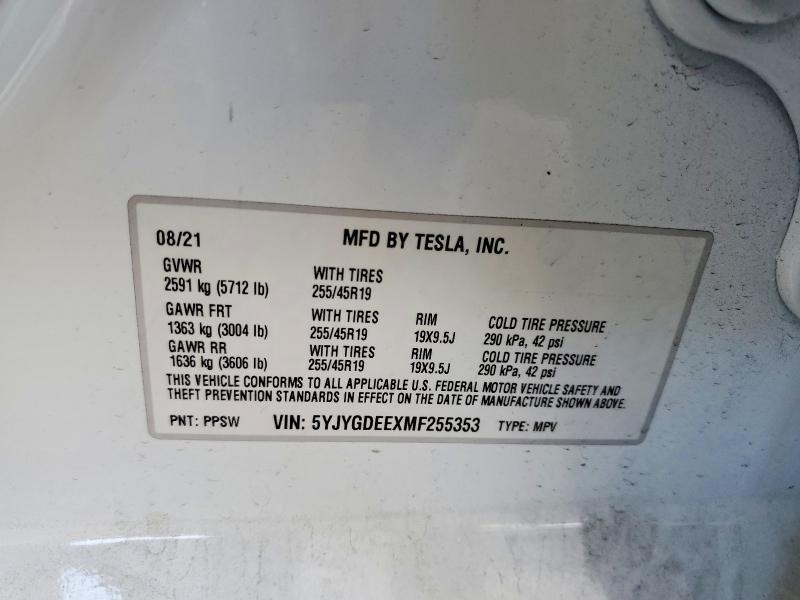 08/21 MFD BY TESLA, INC.
GVWR
2591 kg (5712 lb) WITH TIRES 255/45R19
GAWR FRT
1363 kg (3004 lb) WITH TIRES 255/45R19 RIM 19X9.5J COLD TIRE PRESSURE 290 kPa, 42 psi
GAWR RR
1636 kg (3606 lb) WITH TIRES 255/45R19 RIM 19X9.5J COLD TIRE PRESSURE 290 kPa, 42 psi
THIS VEHICLE CONFORMS TO ALL APPLICABLE U.S. FEDERAL MOTOR VEHICLE SAFETY AND
THEFT PREVENTION STANDARDS IN EFFECT ON THE DATE OF MANUFACTURE SHOWN ABOVE.
PNT: PPSW VIN: 5YJYGDEEXMF255353 TYPE: MPV